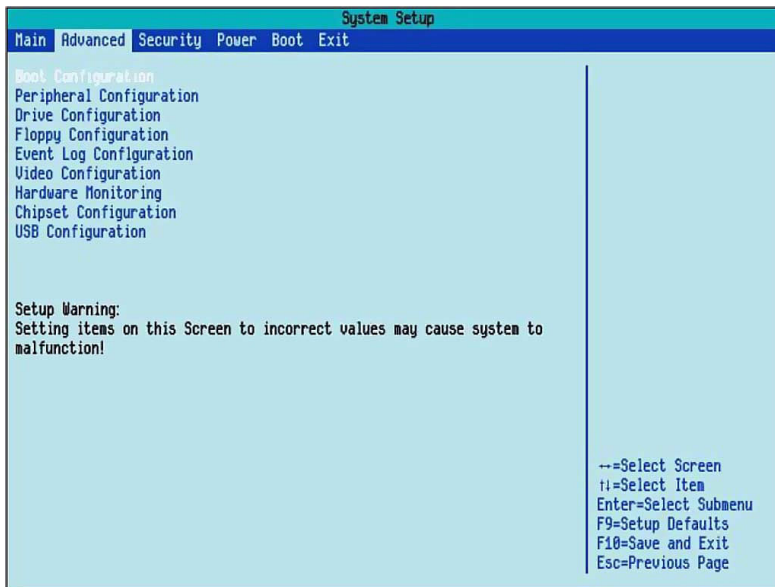 System Setup
Main Advanced Security Power Boot Exit
Boot Configuration
Peripheral Configuration
Drive Configuration
Floppy Configuration
Event Log Configuration
Video Configuration
Hardware Monitoring
Chipset Configuration
USB Configuration
Setup Warning:
Setting items on this Screen to incorrect values may cause system to
malfunction!
↔=Select Screen
↑↓=Select Item
Enter=Select Submenu
F9=Setup Defaults
F10=Save and Exit
Esc=Previous Page